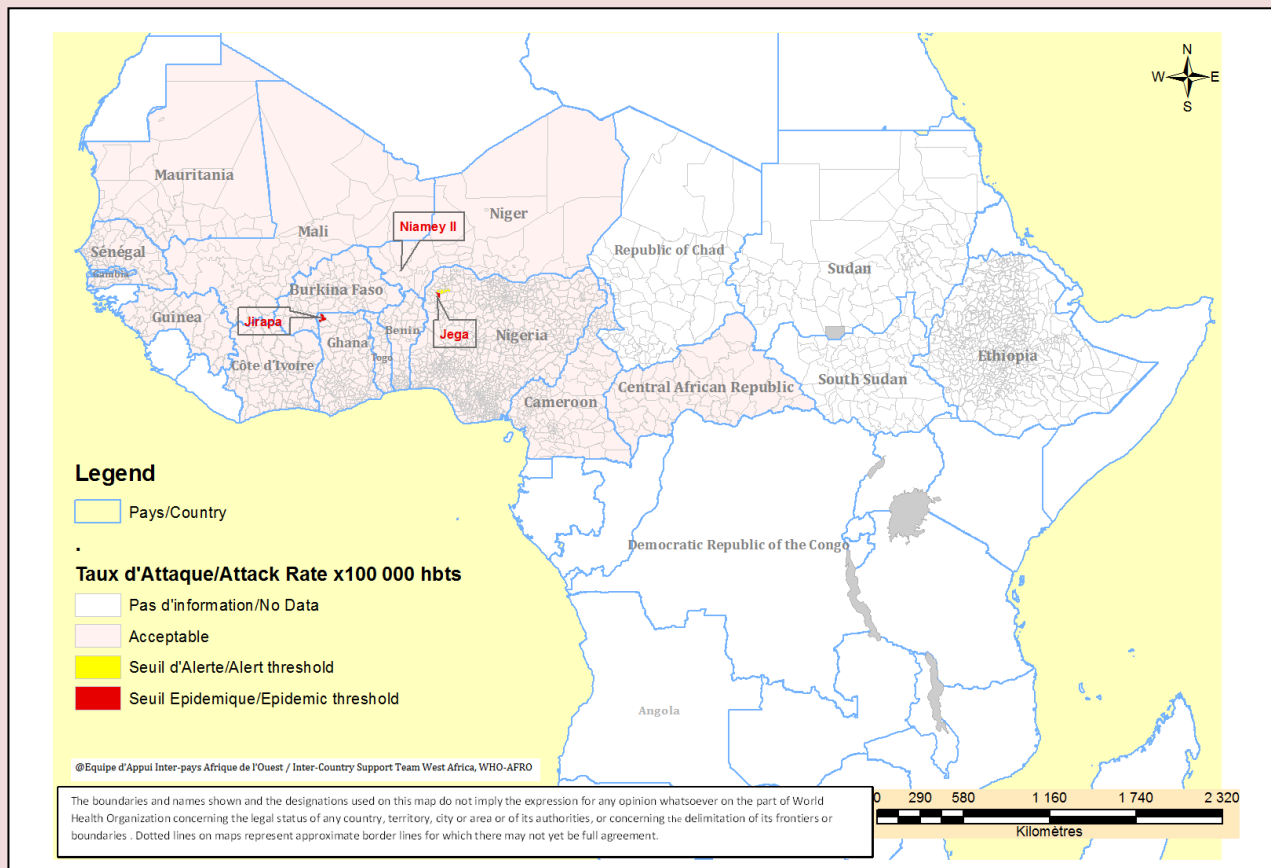 N
W E
S
Mauritania
Mali
Niger
Niamey II
Sénégal
Gambia
Republic of Chad
Sudan
Burkina Faso
Guinea
Jirapa
Ghana
Benin
Togo
Jega
Nigeria
Côte d'Ivoire
Ethiopia
South Sudan
Central African Republic
Cameroon
Democratic Republic of the Congo
Angola
Legend
Pays/Country
.
Taux d'Attaque/Attack Rate x100 000 hbts
Pas d'information/No Data
Acceptable
Seuil d'Alerte/Alert threshold
Seuil Epidemique/Epidemic threshold
@Equipe d'Appui Inter-pays Afrique de l'Ouest / Inter-Country Support Team West Africa, WHO-AFRO
The boundaries and names shown and the designations used on this map do not imply the expression for any opinion whatsoever on the part of World
Health Organization concerning the legal status of any country, territory, city or area or of its authorities, or concerning the delimitation of its frontiers or
boundaries . Dotted lines on maps represent approximate border lines for which there may not yet be full agreement.
0 290 580 1 160 1 740 2 320
Kilomètres